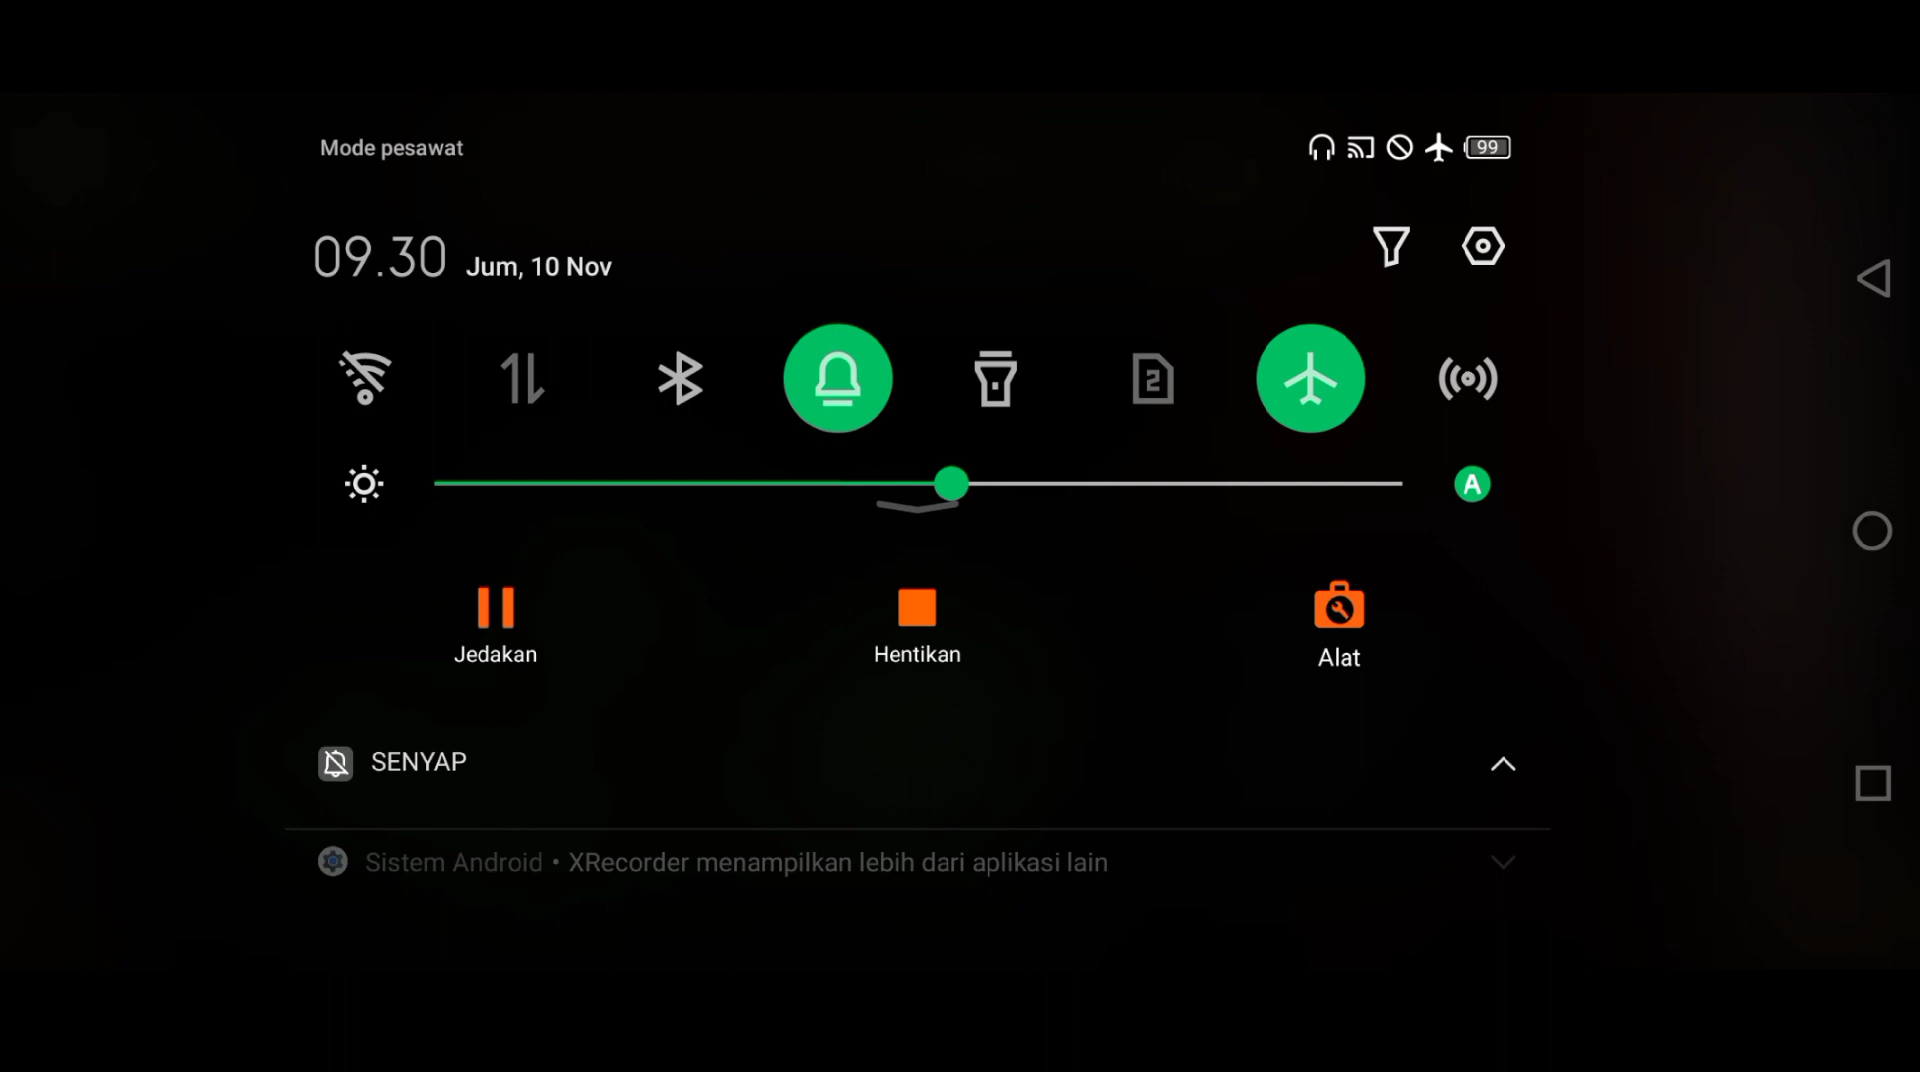 Mode pesawat
99
09.30 Jum, 10 Nov
2
A
Jedakan
Hentikan
Alat
SENYAP
Sistem Android • XRecorder menampilkan lebih dari aplikasi lain